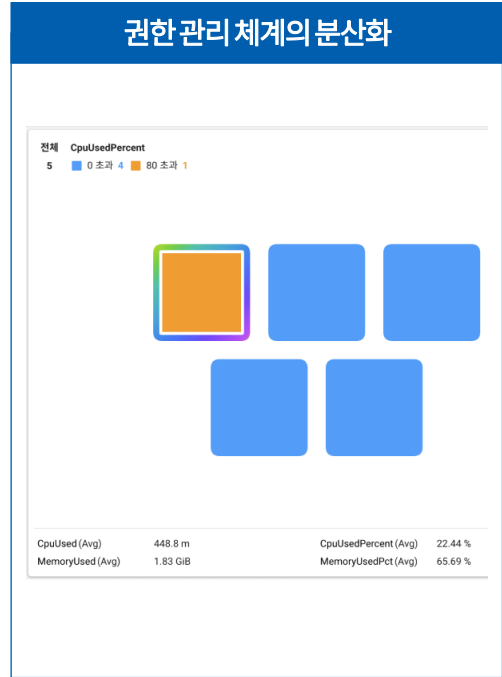 권한 관리 체계의 분산화
전체 CpuUsedPercent
5 0 초과 4 80 초과 1
CpuUsed (Avg) 448.8 m CpuUsedPercent (Avg) 22.44 %
MemoryUsed (Avg) 1.83 GiB MemoryUsedPct (Avg) 65.69 %